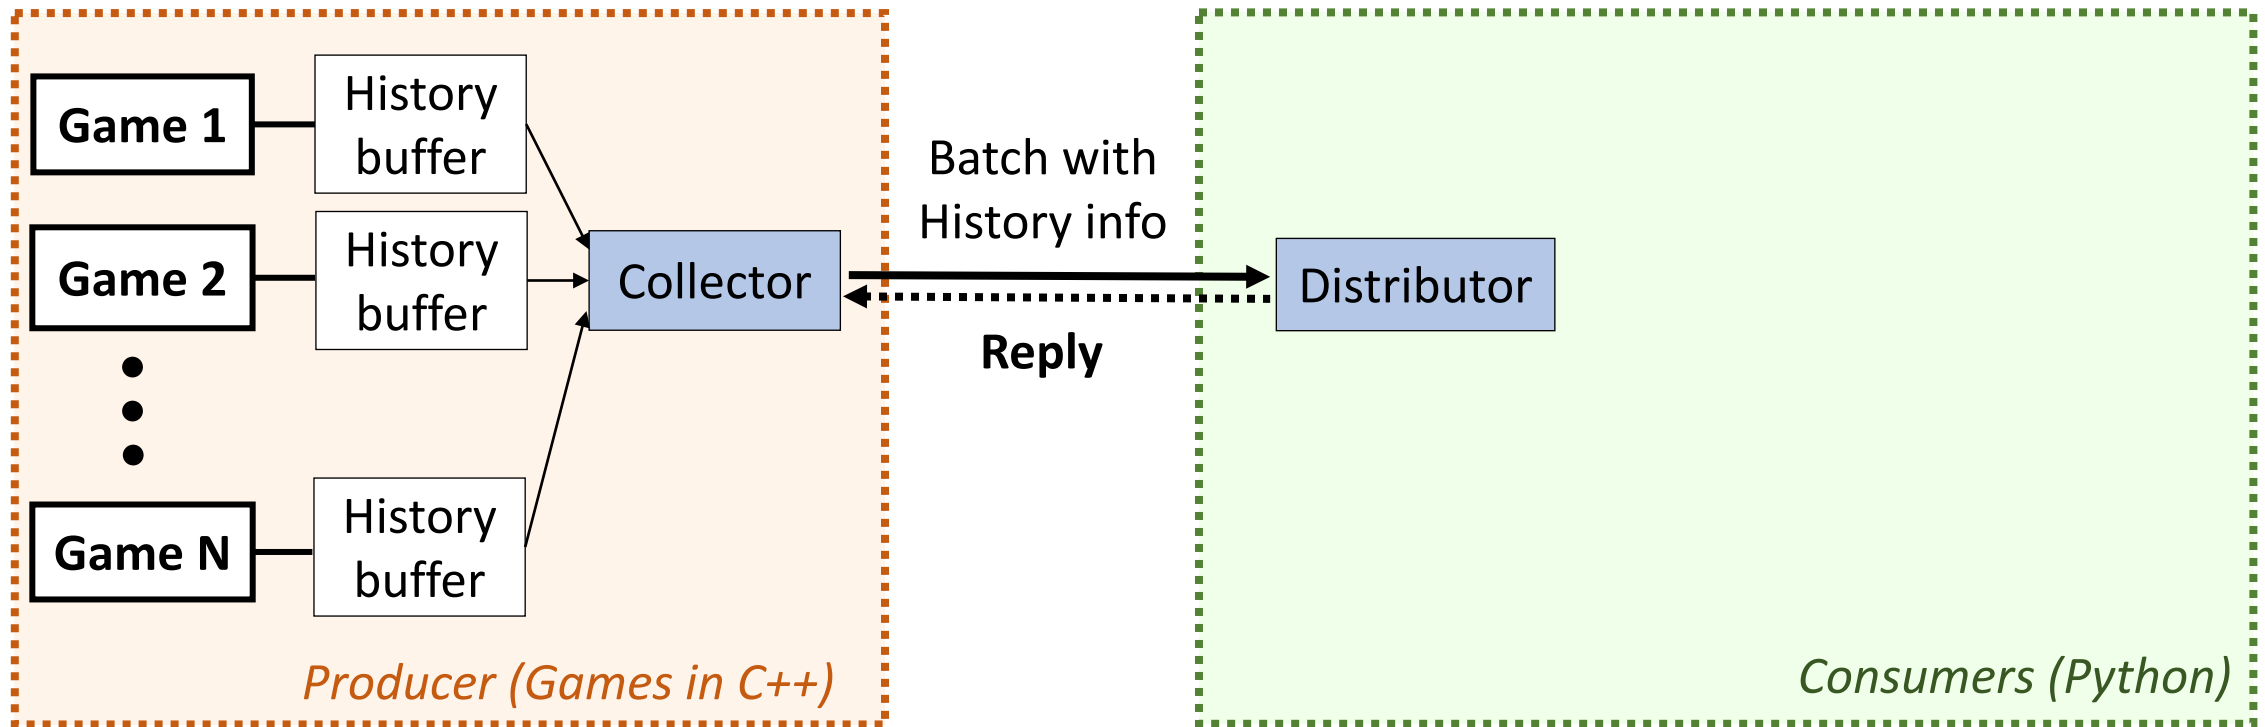 Game 1
History
buffer
Game 2
History
buffer
Game N
History
buffer
Collector
Producer (Games in C++)
Batch with
History info
Reply
Distributor
Consumers (Python)